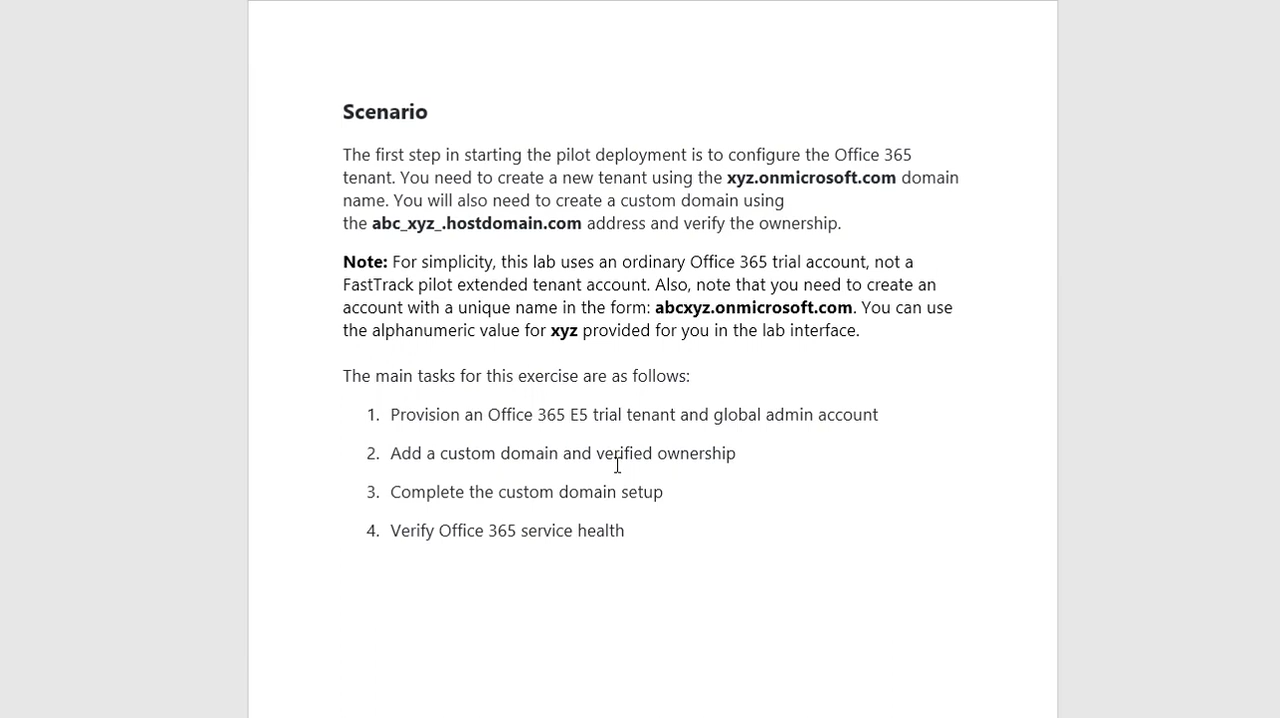 Scenario
The first step in starting the pilot deployment is to configure the Office 365
tenant. You need to create a new tenant using the xyz.onmicrosoft.com domain
name. You will also need to create a custom domain using
the abc_xyz_.hostdomain.com address and verify the ownership.
Note: For simplicity, this lab uses an ordinary Office 365 trial account, not a
FastTrack pilot extended tenant account. Also, note that you need to create an
account with a unique name in the form: abcxyz.onmicrosoft.com. You can use
the alphanumeric value for xyz provided for you in the lab interface.
The main tasks for this exercise are as follows:
1. Provision an Office 365 E5 trial tenant and global admin account
2. Add a custom domain and verified ownership
3. Complete the custom domain setup
4. Verify Office 365 service health